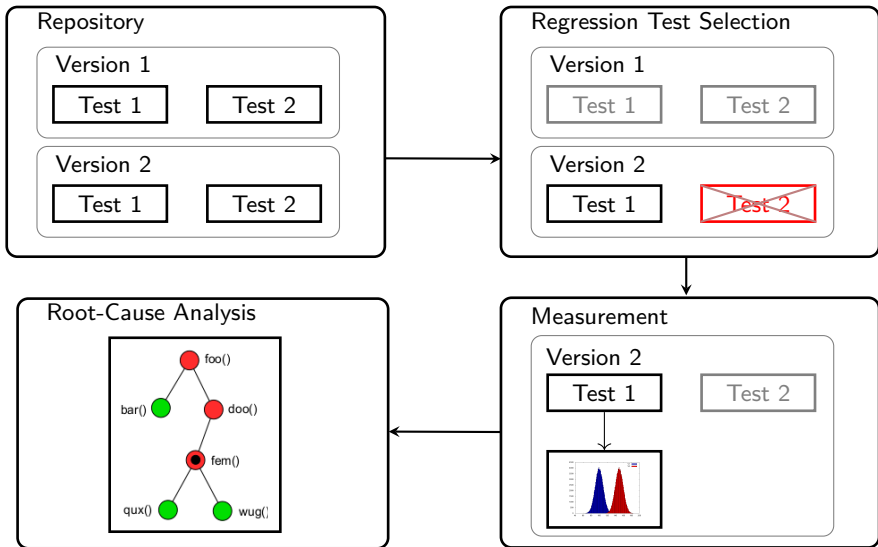 Repository
Version 1
Test 1 Test 2
Version 2
Test 1 Test 2
Regression Test Selection
Version 1
Test 1 Test 2
Version 2
Test 1 Test 2
Root-Cause Analysis
foo()
bar() doo()
fem()
qux() wug()
Measurement
Version 2
Test 1 Test 2